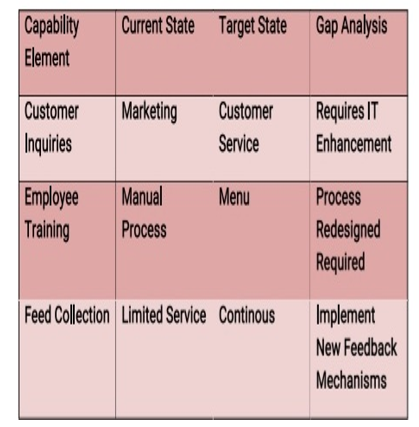 Capability Element
Current State
Target State
Gap Analysis
Customer Inquiries
Marketing
Customer Service
Requires IT Enhancement
Employee Training
Manual Process
Menu
Process Redesigned Required
Feed Collection
Limited Service
Continous
Implement New Feedback Mechanisms